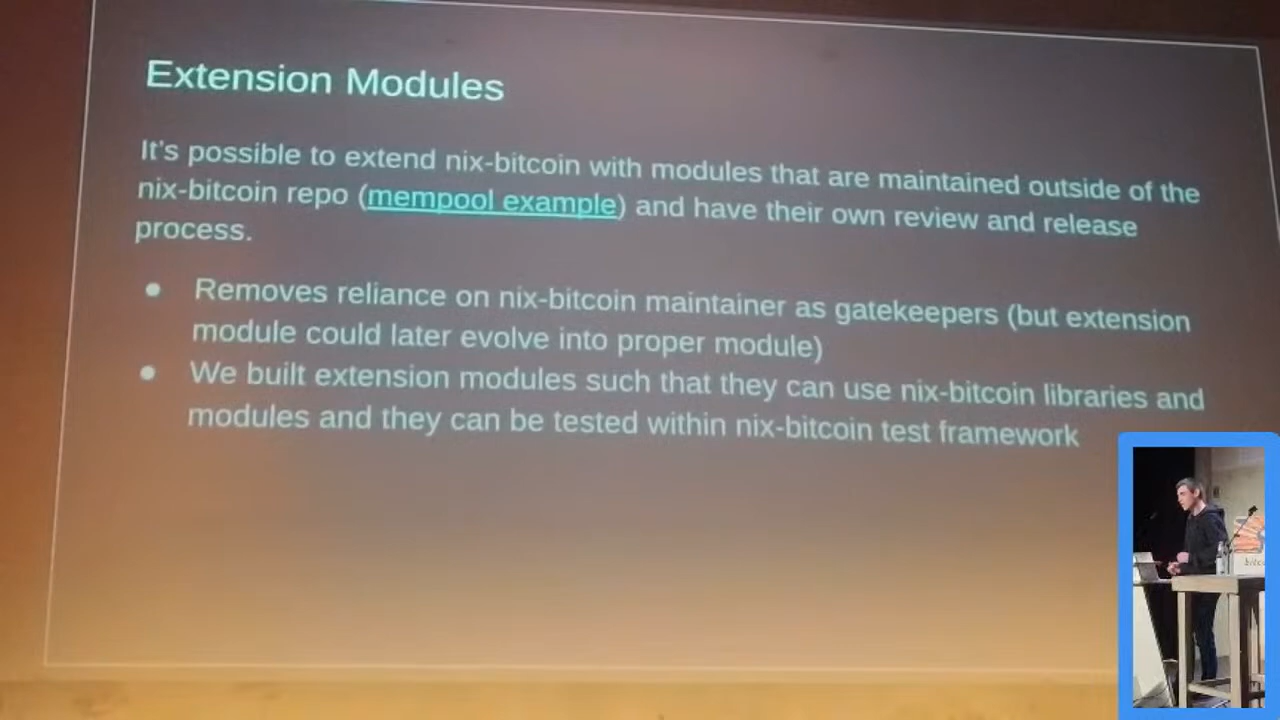 Extension Modules
It's possible to extend nix-bitcoin with modules that are maintained outside of the
nix-bitcoin repo (mempool example) and have their own review and release
process.
● Removes reliance on nix-bitcoin maintainer as gatekeepers (but extension
module could later evolve into proper module)
● We built extension modules such that they can use nix-bitcoin libraries and
modules and they can be tested within nix-bitcoin test framework